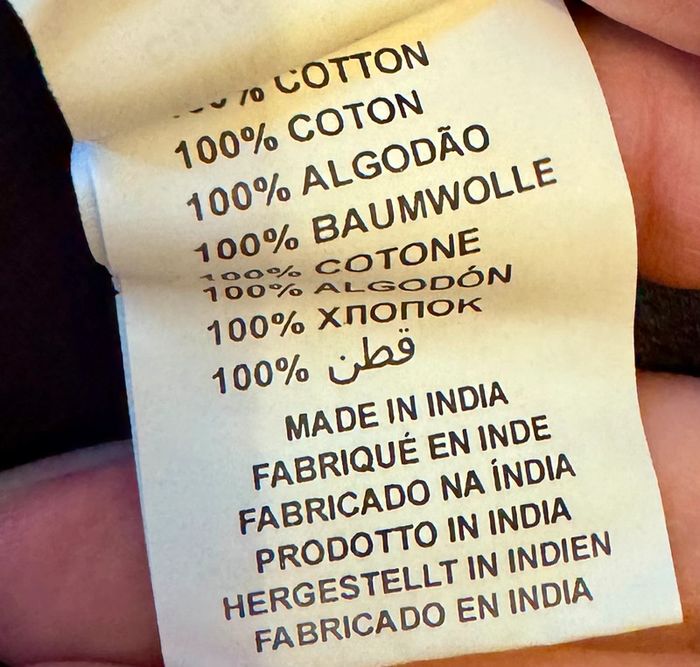 100% COTTON
100% COTON
100% ALGODÃO
100% BAUMWOLLE
100% COTONE
100% ALGODÓN
100% ХЛОПОК
100% قطن
MADE IN INDIA
FABRIQUÉ EN INDE
FABRICADO NA ÍNDIA
PRODOTTO IN INDIA
HERGESTELLT IN INDIEN
FABRICADO EN INDIA